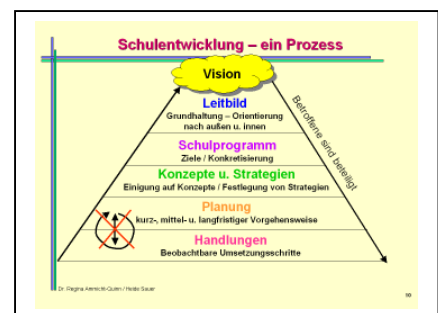 Schulentwicklung – ein Prozess
Vision
Leitbild
Grundhaltung – Orientierung
nach außen u. innen
Betroffene sind beteiligt
Schulprogramm
Ziele / Konkretisierung
Konzepte u. Strategien
Einigung auf Konzepte / Festlegung von Strategien
Planung
kurz-, mittel- u. langfristiger Vorgehensweise
Handlungen
Beobachtbare Umsetzungsschritte
Dr. Regina Ammicht-Quinn / Heide Sauer